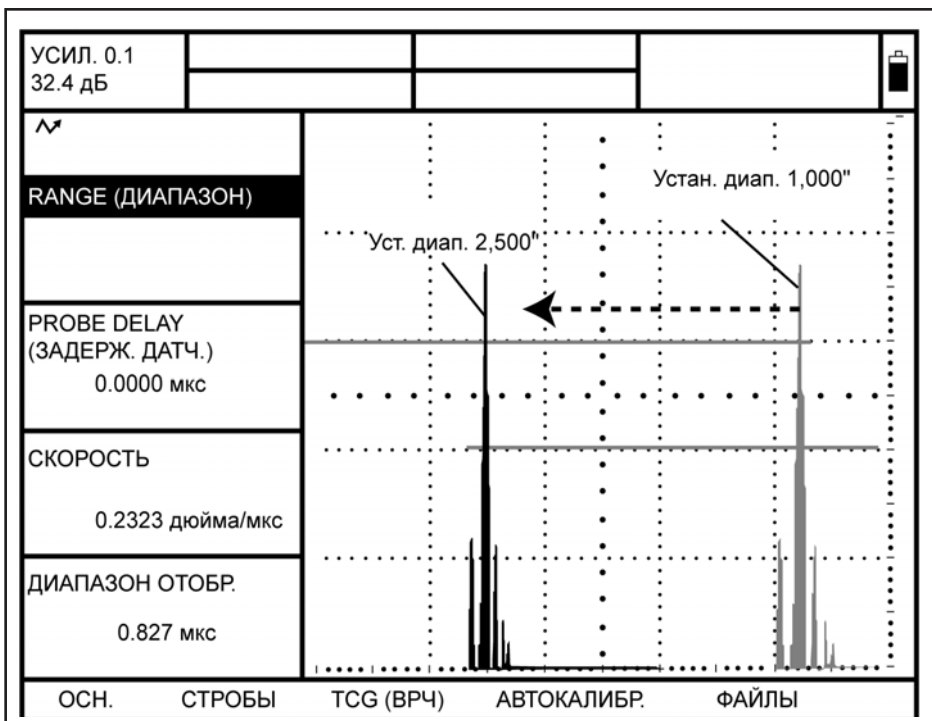 УСИЛ. 0.1
32.4 дБ
RANGE (ДИАПАЗОН)
Устан. диап. 1,000"
Уст. диап. 2,500"
PROBE DELAY
(ЗАДЕРЖ. ДАТЧ.)
0.0000 мкс
СКОРОСТЬ
0.2323 дюйма/мкс
ДИАПАЗОН ОТОБР.
0.827 мкс
ОСН. СТРОБЫ TCG (ВРЧ) АВТОКАЛИБР. ФАЙЛЫ